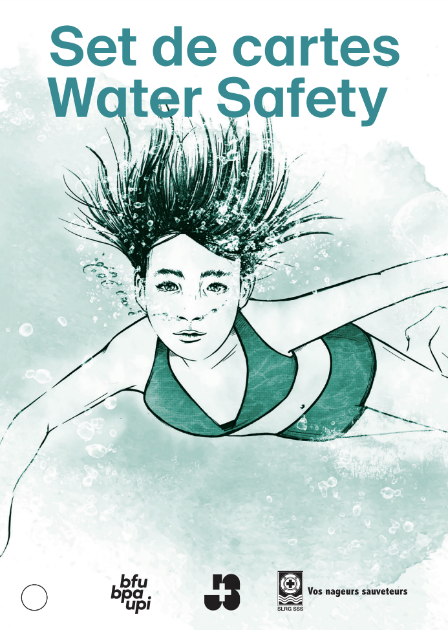 Set de cartes
Water Safety
bfu
bpa
upi
Vos nageurs sauveteurs
SLRG SSS